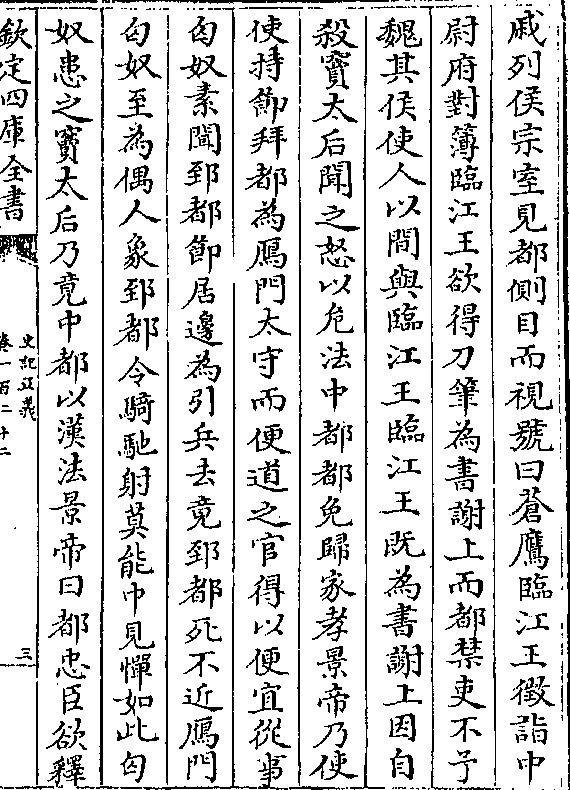 戚列侯宗室見都側目而視號曰蒼鷹臨江王徵詣中
尉府對簿臨江王欲得刀筆為書謝上而都禁吏不予
魏其侯使人以間與臨江王臨江王既為書謝上因自
殺竇太后聞之怒以危法中都都免歸家孝景帝乃使
使持節拜都為鴈門太守而便道之官得以便宜從事
匈奴素聞郅都節居邊為引兵去竟郅都死不近鴈門
匈奴至為偶人象郅都令騎馳射莫能中見憚如此匈
奴患之竇太后乃竟中都以漢法景帝曰都忠臣欲釋
欽定四庫全書
史記正義
卷一百二十二
三